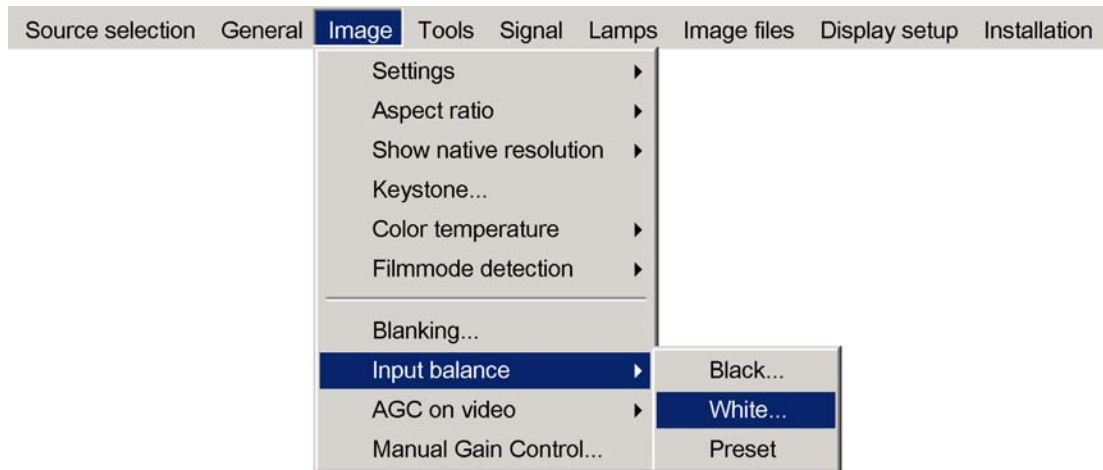 Source selection General Image Tools Signal Lamps Image files Display setup Installation
Settings
Aspect ratio
Show native resolution
Keystone...
Color temperature
Filmmode detection
Blanking...
Input balance Black...
AGC on video White...
Manual Gain Control... Preset